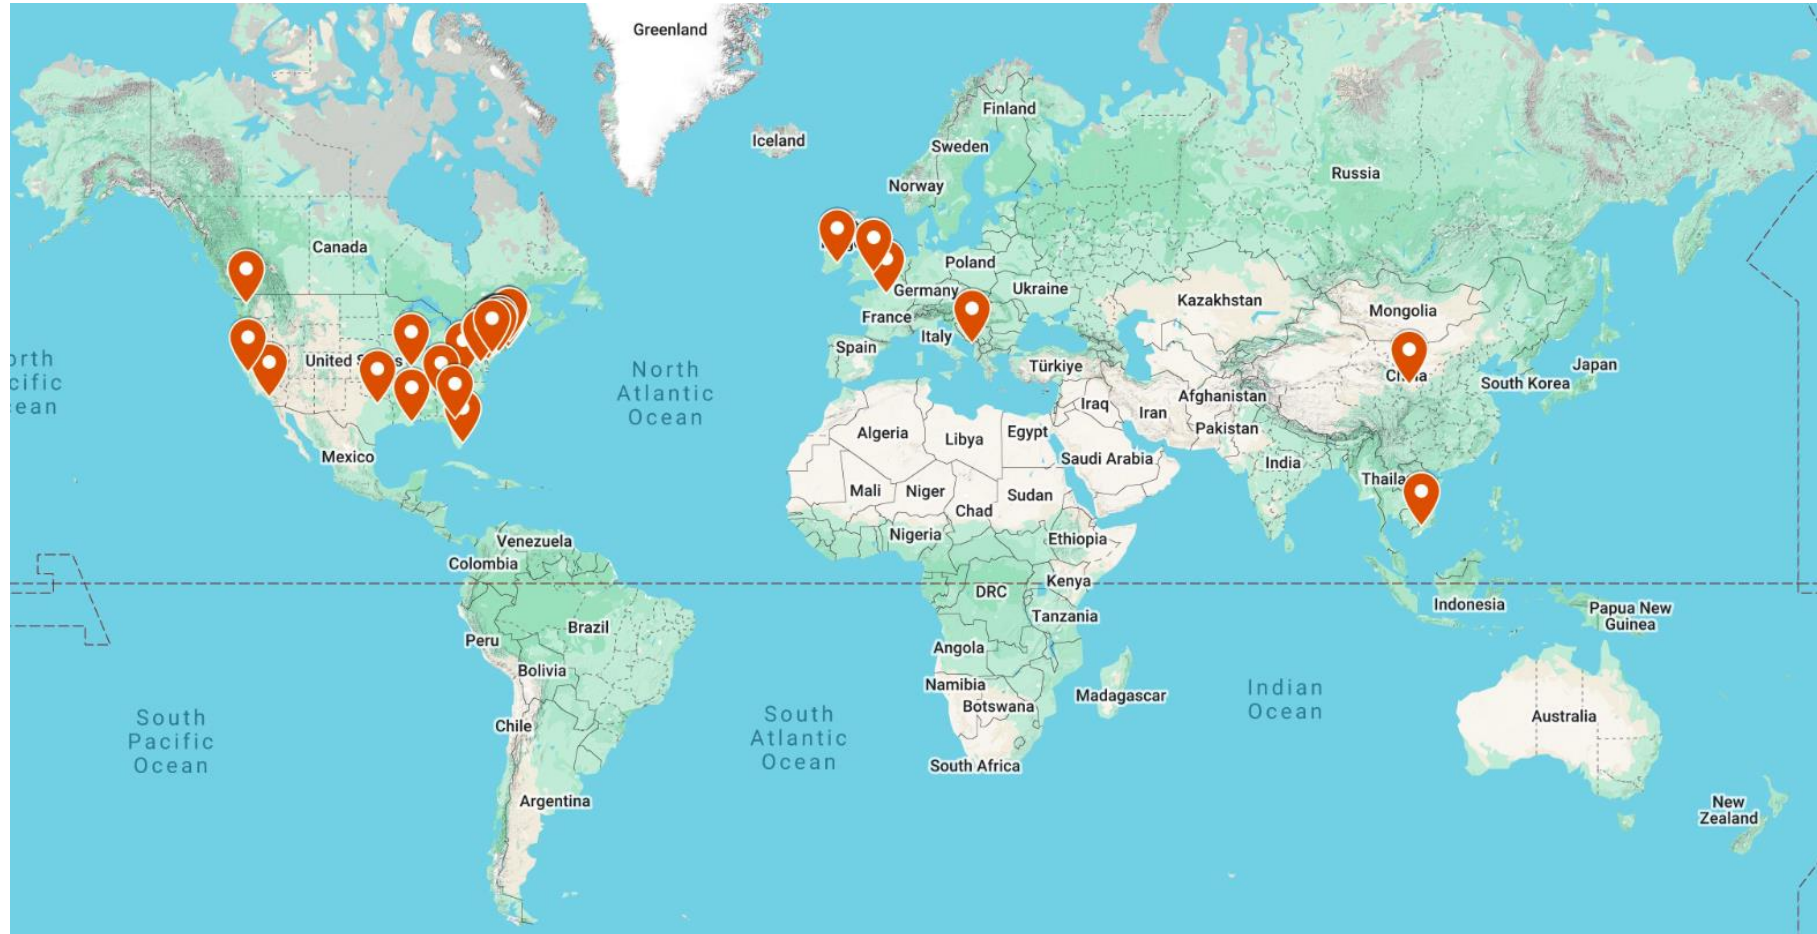 Greenland
Finland
Iceland
Sweden
Russia
Norway
Canada
Poland
Germany
Ukraine
Kazakhstan
Mongolia
France
Italy
Spain
United
North
Atlantic
Ocean
Türkiye
Japan
South Korea
Afghanistan
Iraq
Iran
Pakistan
Algeria
Libya
Egypt
Saudi Arabia
Mexico
India
Mali
Niger
Sudan
Chad
Nigeria
Ethiopia
Venezuela
Colombia
DRC
Kenya
Indonesia
Papua New
Guinea
Tanzania
Brazil
Peru
Angola
Bolivia
Namibia
Botswana
Madagascar
Indian
Ocean
South
Pacific
Ocean
South
Atlantic
Ocean
Chile
Australia
South Africa
Argentina
New
Zealand